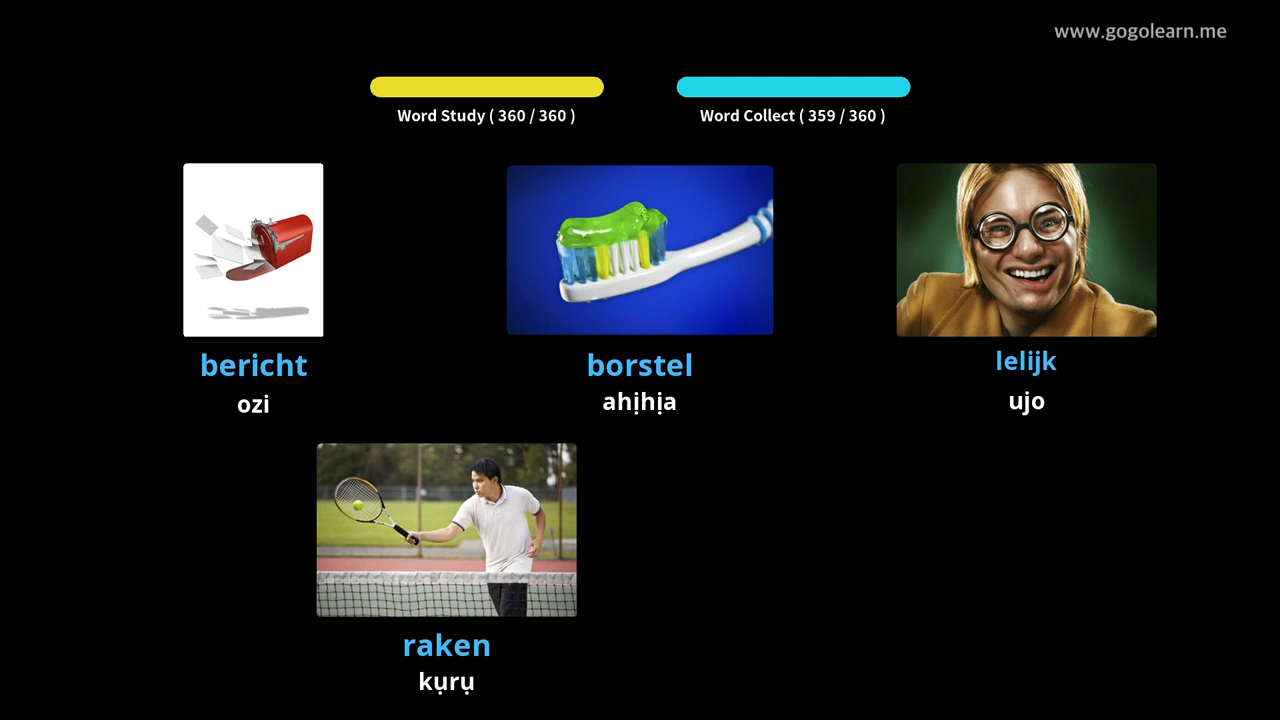 www.gogolearn.me
Word Study ( 360 / 360 )
Word Collect ( 359 / 360 )
bericht
ozi
borstel
ahịhịa
lelijk
ujo
raken
kụrụ